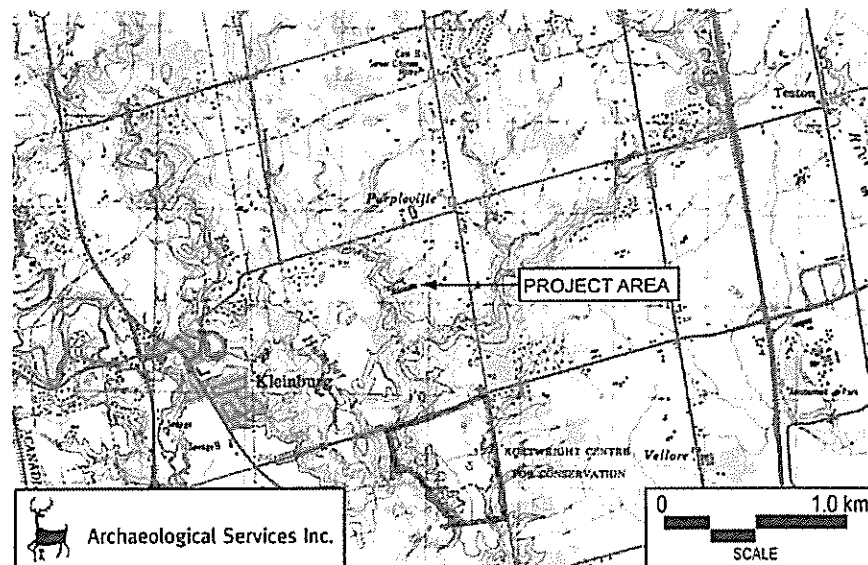 Teston
Purpleville
PROJECT AREA
Kleinburg
KORTWRIGHT CENTRE
FOR CONSERVATION
Vellore
Archaeological Services Inc.
0 1.0 km
SCALE